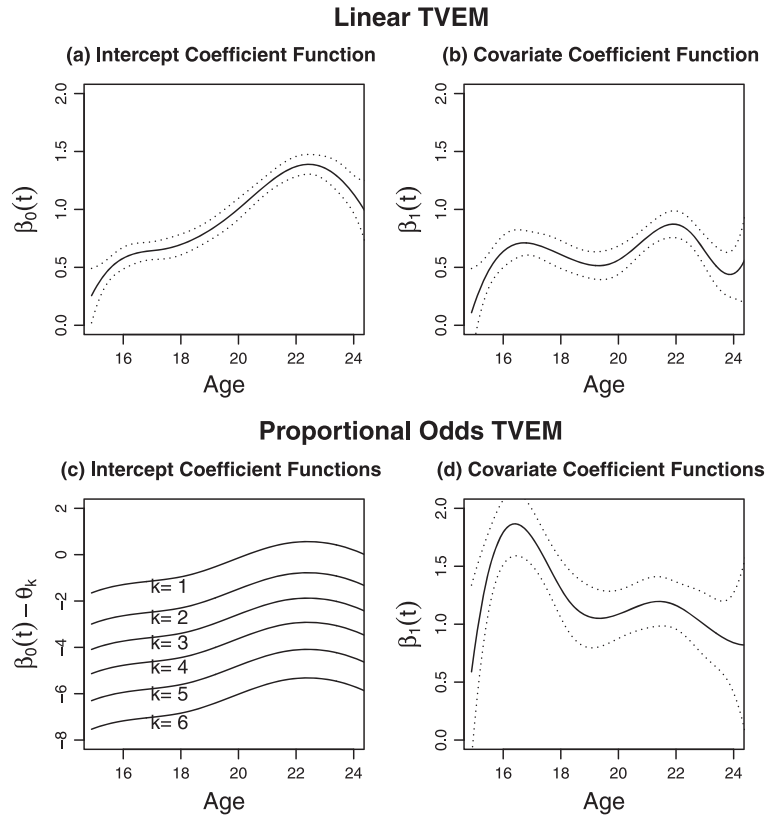 Linear TVEM
(a) Intercept Coefficient Function
(b) Covariate Coefficient Function
β₀(t)
2.0
1.5
1.0
0.5
0.0
16 18 20 22 24
Age
β₁(t)
2.0
1.5
1.0
0.5
0.0
16 18 20 22 24
Age
Proportional Odds TVEM
(c) Intercept Coefficient Functions
(d) Covariate Coefficient Functions
β₀(t) − θₖ
2
0
−2
−4
−6
−8
k= 1
k= 2
k= 3
k= 4
k= 5
k= 6
16 18 20 22 24
Age
β₁(t)
2.0
1.5
1.0
0.5
0.0
16 18 20 22 24
Age